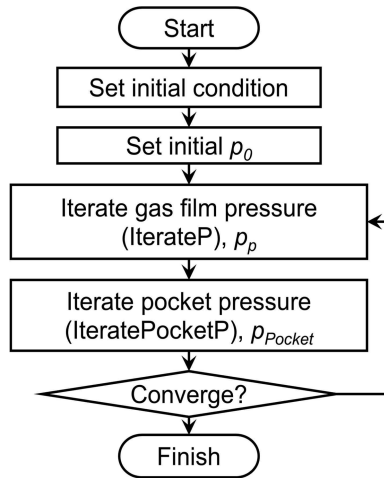 Start
Set initial condition
Set initial p0
Iterate gas film pressure
(IterateP), pp
Iterate pocket pressure
(IteratePocketP), pPocket
Converge?
Finish